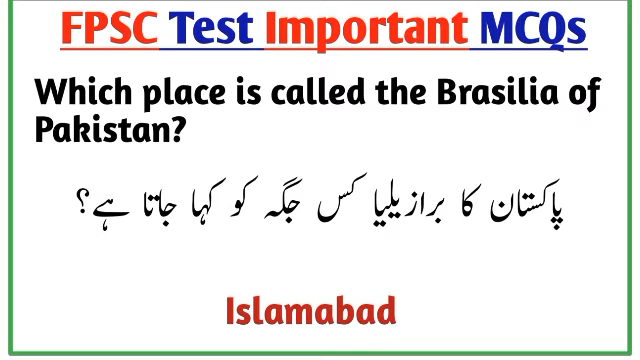 FPSC Test Important MCQs
Which place is called the Brasilia of
Pakistan?
پاکستان کا برازیلیا کس جگہ کو کہا جاتا ہے؟
Islamabad